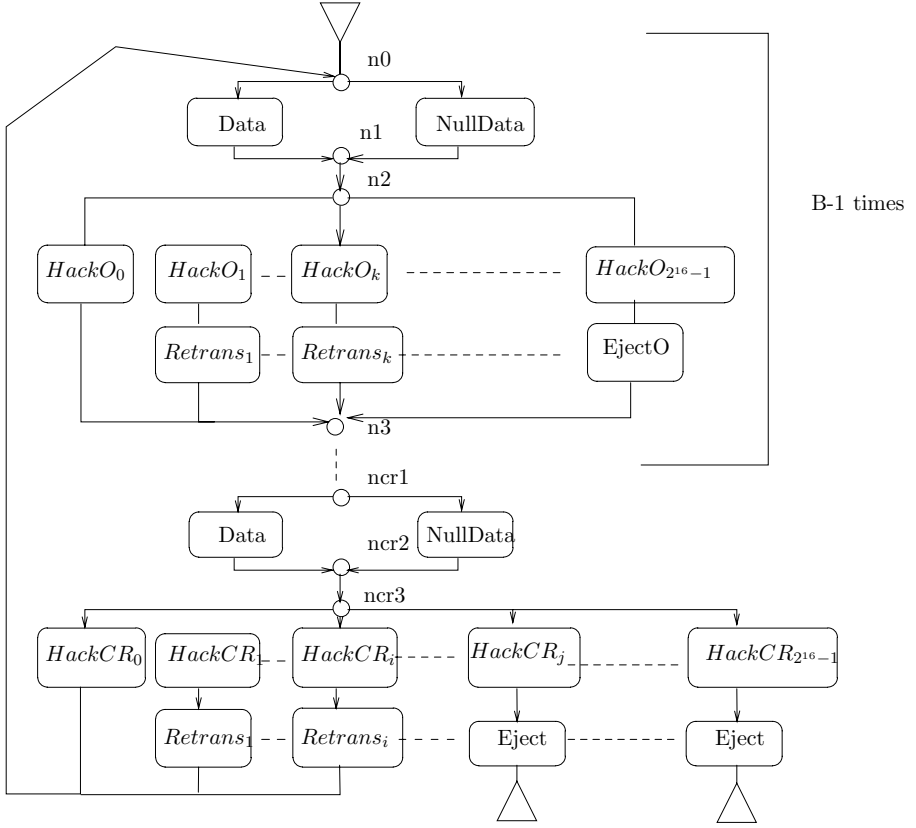 n0
Data NullData
n1
n2
B-1 times
HackO₀ HackO₁ HackOₖ HackO₂¹⁶₋₁
Retrans₁ Retransₖ EjectO
n3
ncr1
Data NullData
ncr2
ncr3
HackCR₀ HackCR₁ HackCRᵢ HackCRⱼ HackCR₂¹⁶₋₁
Retrans₁ Retransᵢ Eject Eject